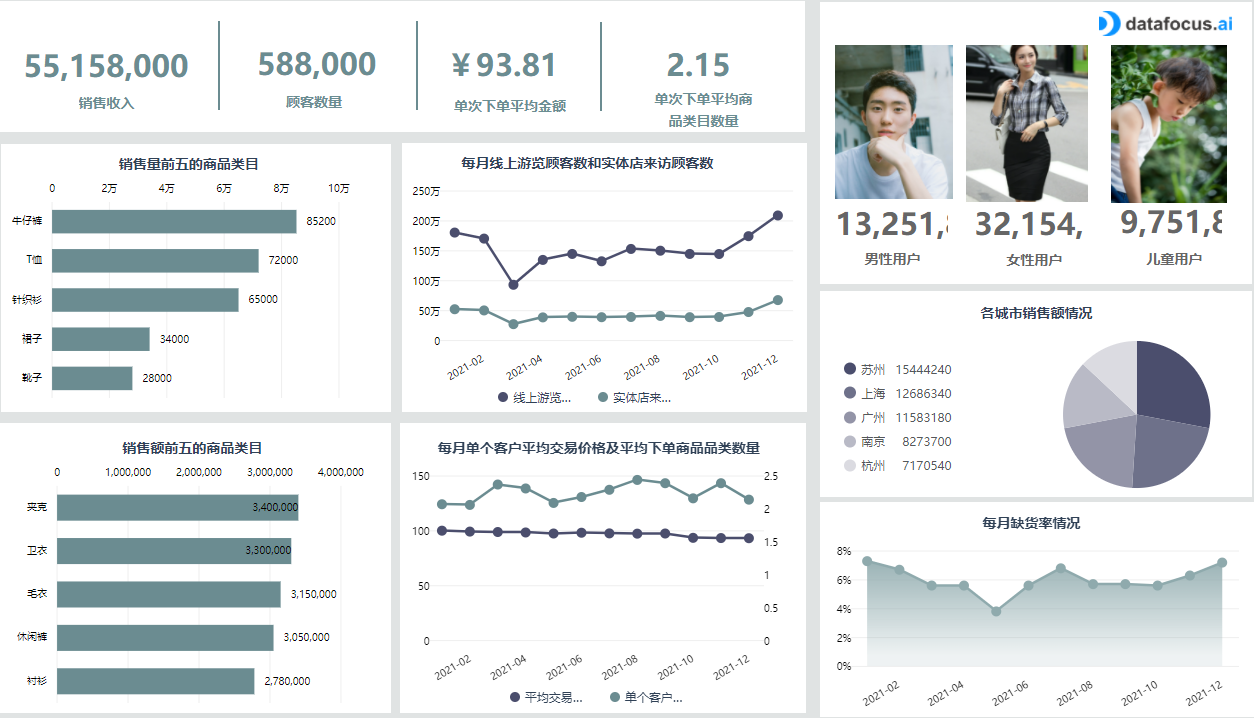 55,158,000
销售收入
588,000
顾客数量
￥93.81
单次下单平均金额
2.15
单次下单平均商
品类目数量
datafocus.ai
13,251,
男性用户
32,154,
女性用户
9,751,8
儿童用户
销售量前五的商品类目
0 2万 4万 6万 8万 10万
牛仔裤 85200
T恤 72000
针织衫 65000
裙子 34000
靴子 28000
每月线上游览顾客数和实体店来访顾客数
250万
200万
150万
100万
50万
0
2021-02 2021-04 2021-06 2021-08 2021-10 2021-12
线上游览... 实体店来...
各城市销售额情况
苏州 15444240
上海 12686340
广州 11583180
南京 8273700
杭州 7170540
销售额前五的商品类目
0 1,000,000 2,000,000 3,000,000 4,000,000
夹克 3,400,000
卫衣 3,300,000
毛衣 3,150,000
休闲裤 3,050,000
衬衫 2,780,000
每月单个客户平均交易价格及平均下单商品品类数量
150 2.5
2
100 1.5
1
50 0.5
0 0
2021-02 2021-04 2021-06 2021-08 2021-10 2021-12
平均交易... 单个客户...
每月缺货率情况
8%
6%
4%
2%
0%
2021-02 2021-04 2021-06 2021-08 2021-10 2021-12